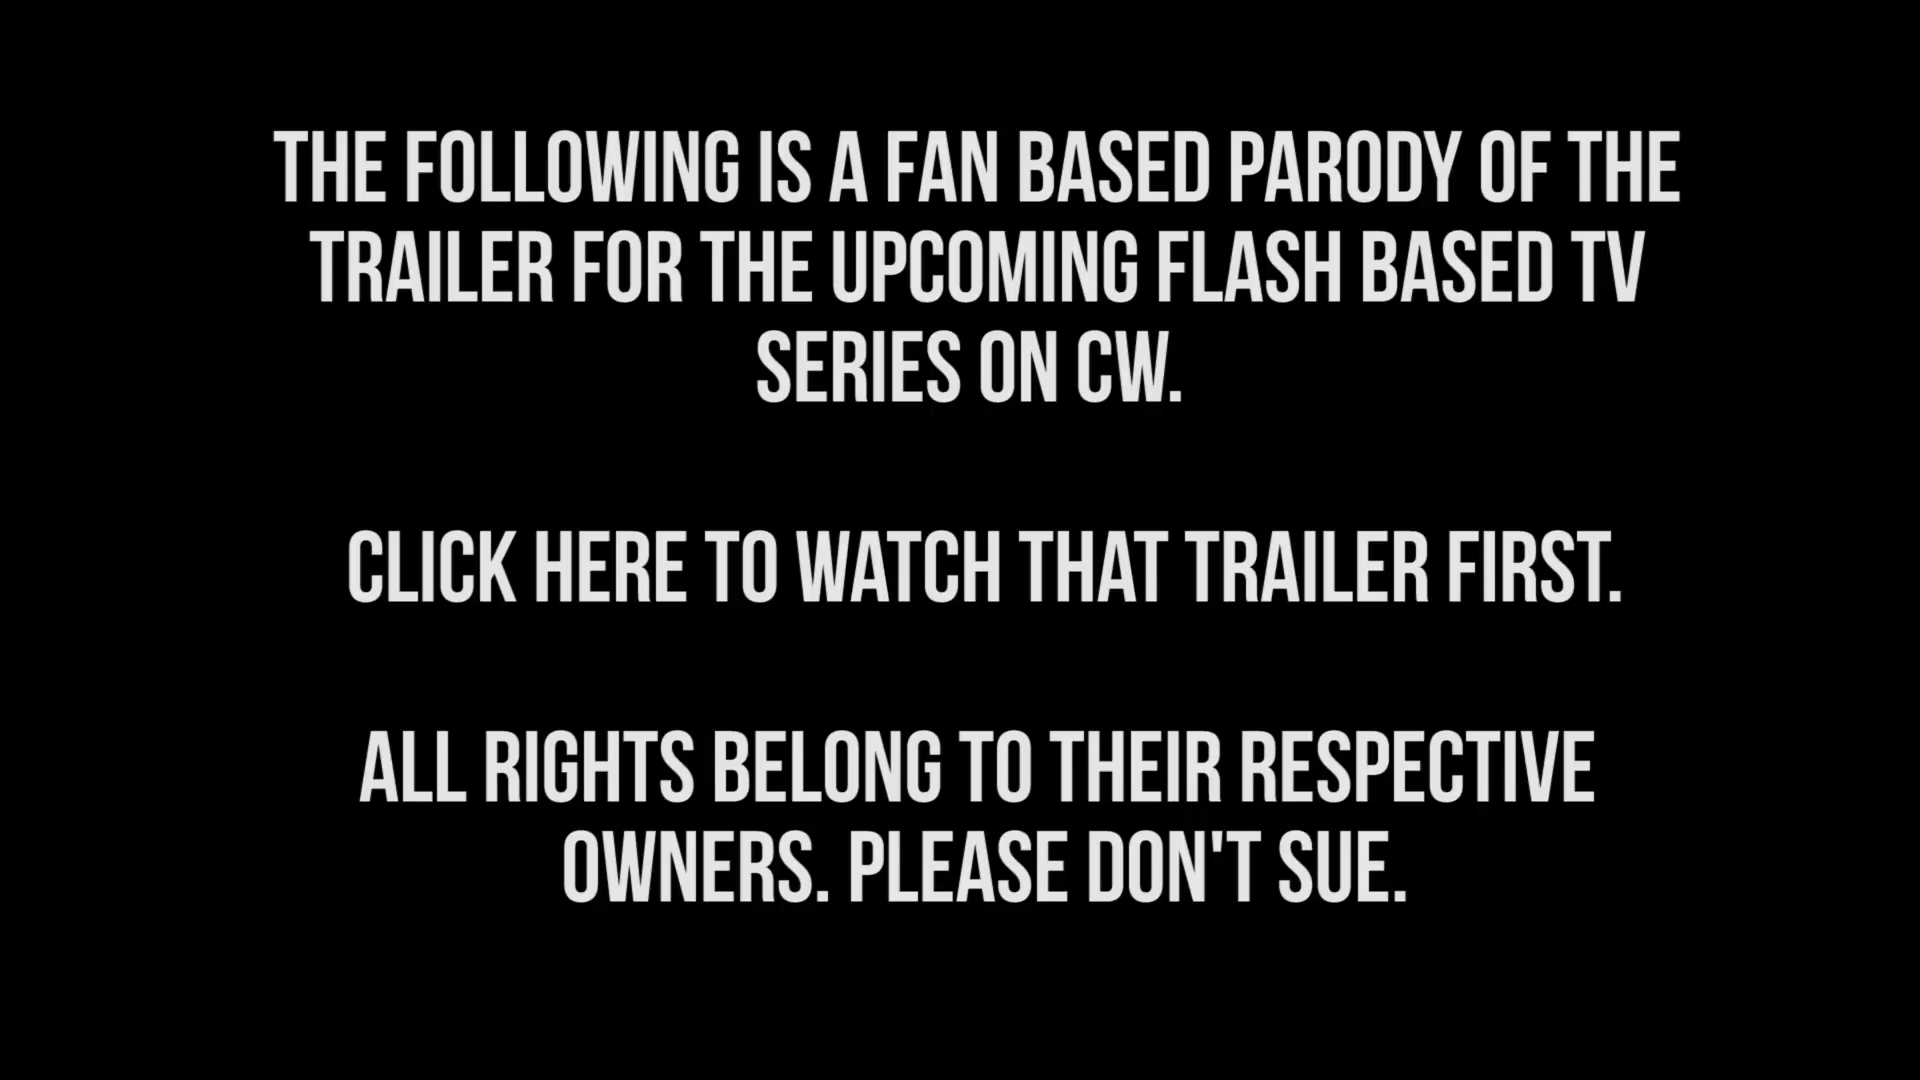 THE FOLLOWING IS A FAN BASED PARODY OF THE
TRAILER FOR THE UPCOMING FLASH BASED TV
SERIES ON CW.
CLICK HERE TO WATCH THAT TRAILER FIRST.
ALL RIGHTS BELONG TO THEIR RESPECTIVE
OWNERS. PLEASE DON'T SUE.